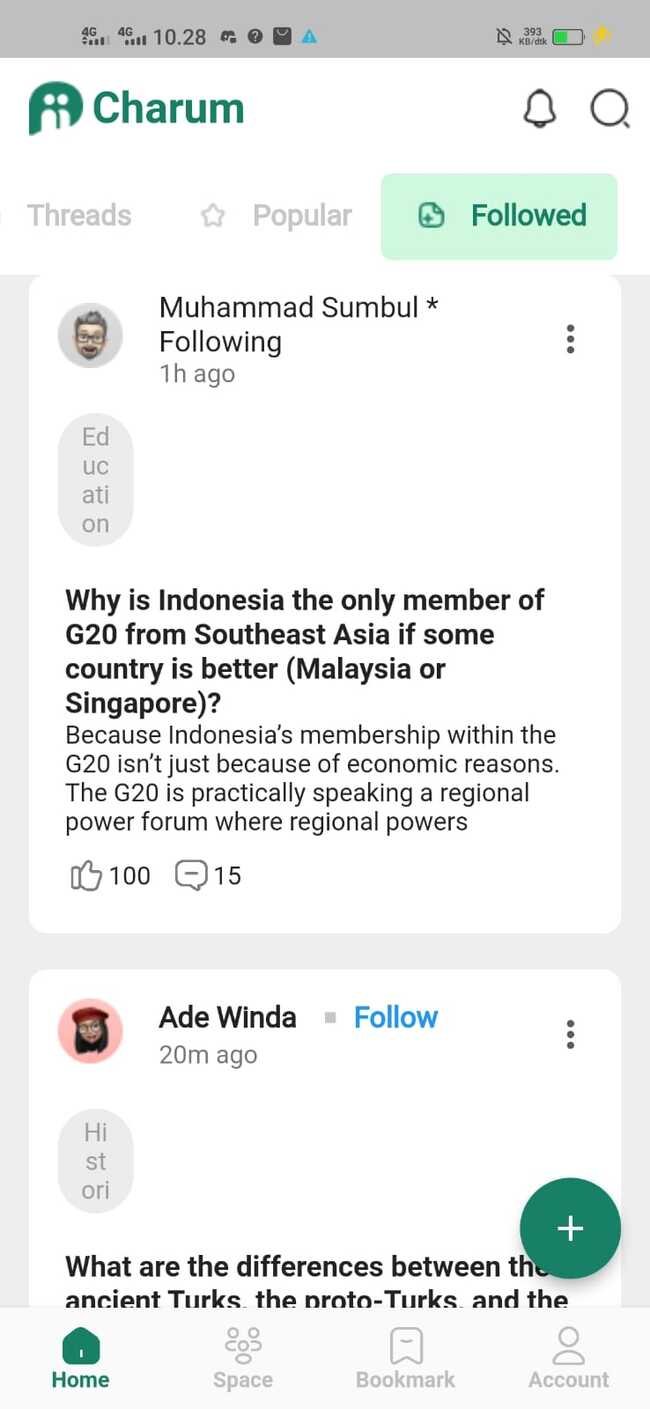 4G 4G 10.28 393 KB/dtk
Charum
Threads Popular Followed
Muhammad Sumbul *
Following
1h ago
Ed
uc
ati
on
Why is Indonesia the only member of
G20 from Southeast Asia if some
country is better (Malaysia or
Singapore)?
Because Indonesia’s membership within the
G20 isn’t just because of economic reasons.
The G20 is practically speaking a regional
power forum where regional powers
100 15
Ade Winda Follow
20m ago
Hi
st
ori
What are the differences between the
ancient Turks, the proto-Turks, and the
Home Space Bookmark Account